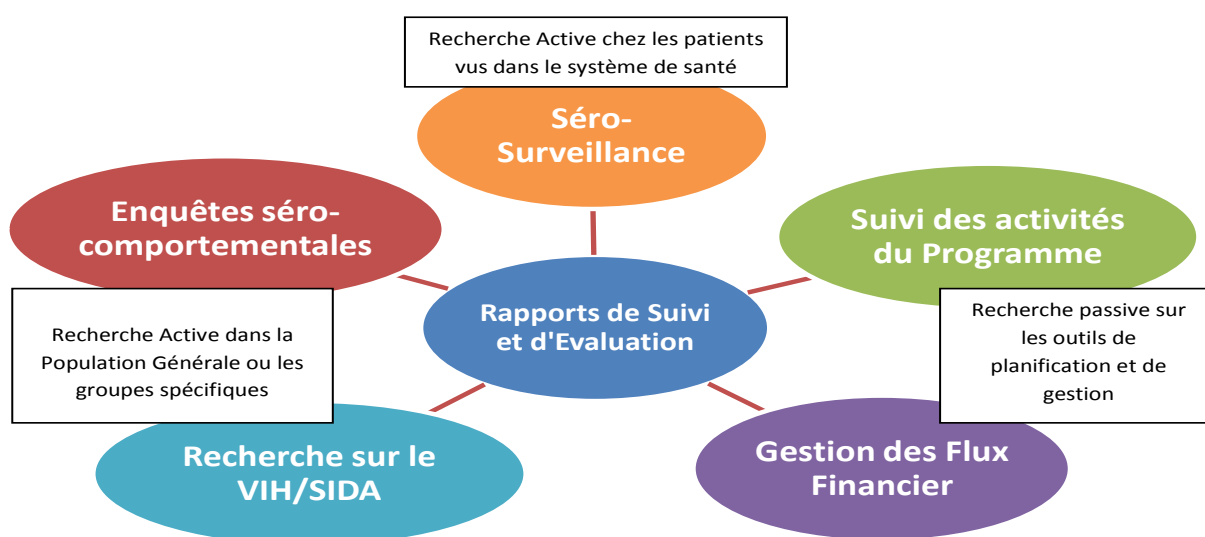 Recherche Active chez les patients
vus dans le système de santé
Séro-
Surveillance
Enquêtes séro-
comportementales
Suivi des activités
du Programme
Rapports de Suivi
et d'Evaluation
Recherche Active dans la
Population Générale ou les
groupes spécifiques
Recherche passive sur
les outils de
planification et de
gestion
Recherche sur le
VIH/SIDA
Gestion des Flux
Financier